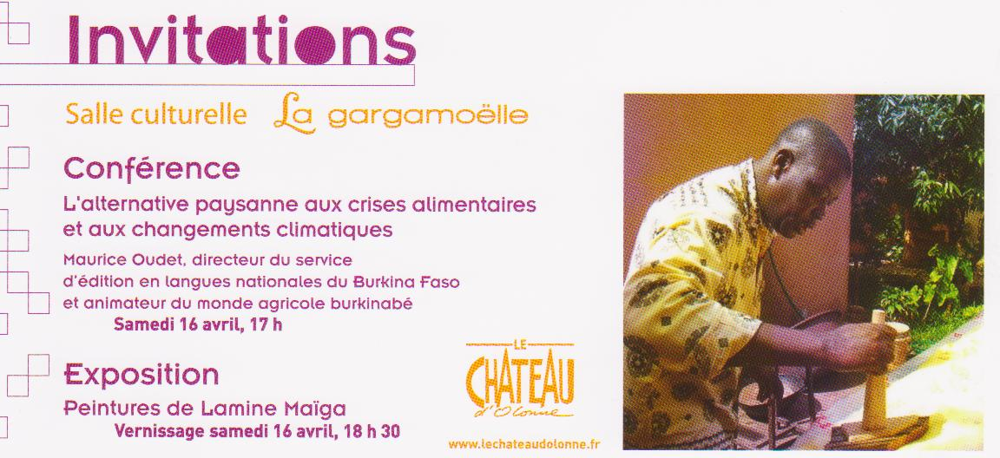 Invitations
Salle culturelle La gargamoëlle
Conférence
L'alternative paysanne aux crises alimentaires
et aux changements climatiques
Maurice Oudet, directeur du service
d'édition en langues nationales du Burkina Faso
et animateur du monde agricole burkinabé
Samedi 16 avril, 17 h
Exposition
Peintures de Lamine Maïga
Vernissage samedi 16 avril, 18 h 30
LE
CHATEAU
d'Olonne
www.lechateaudolonne.fr